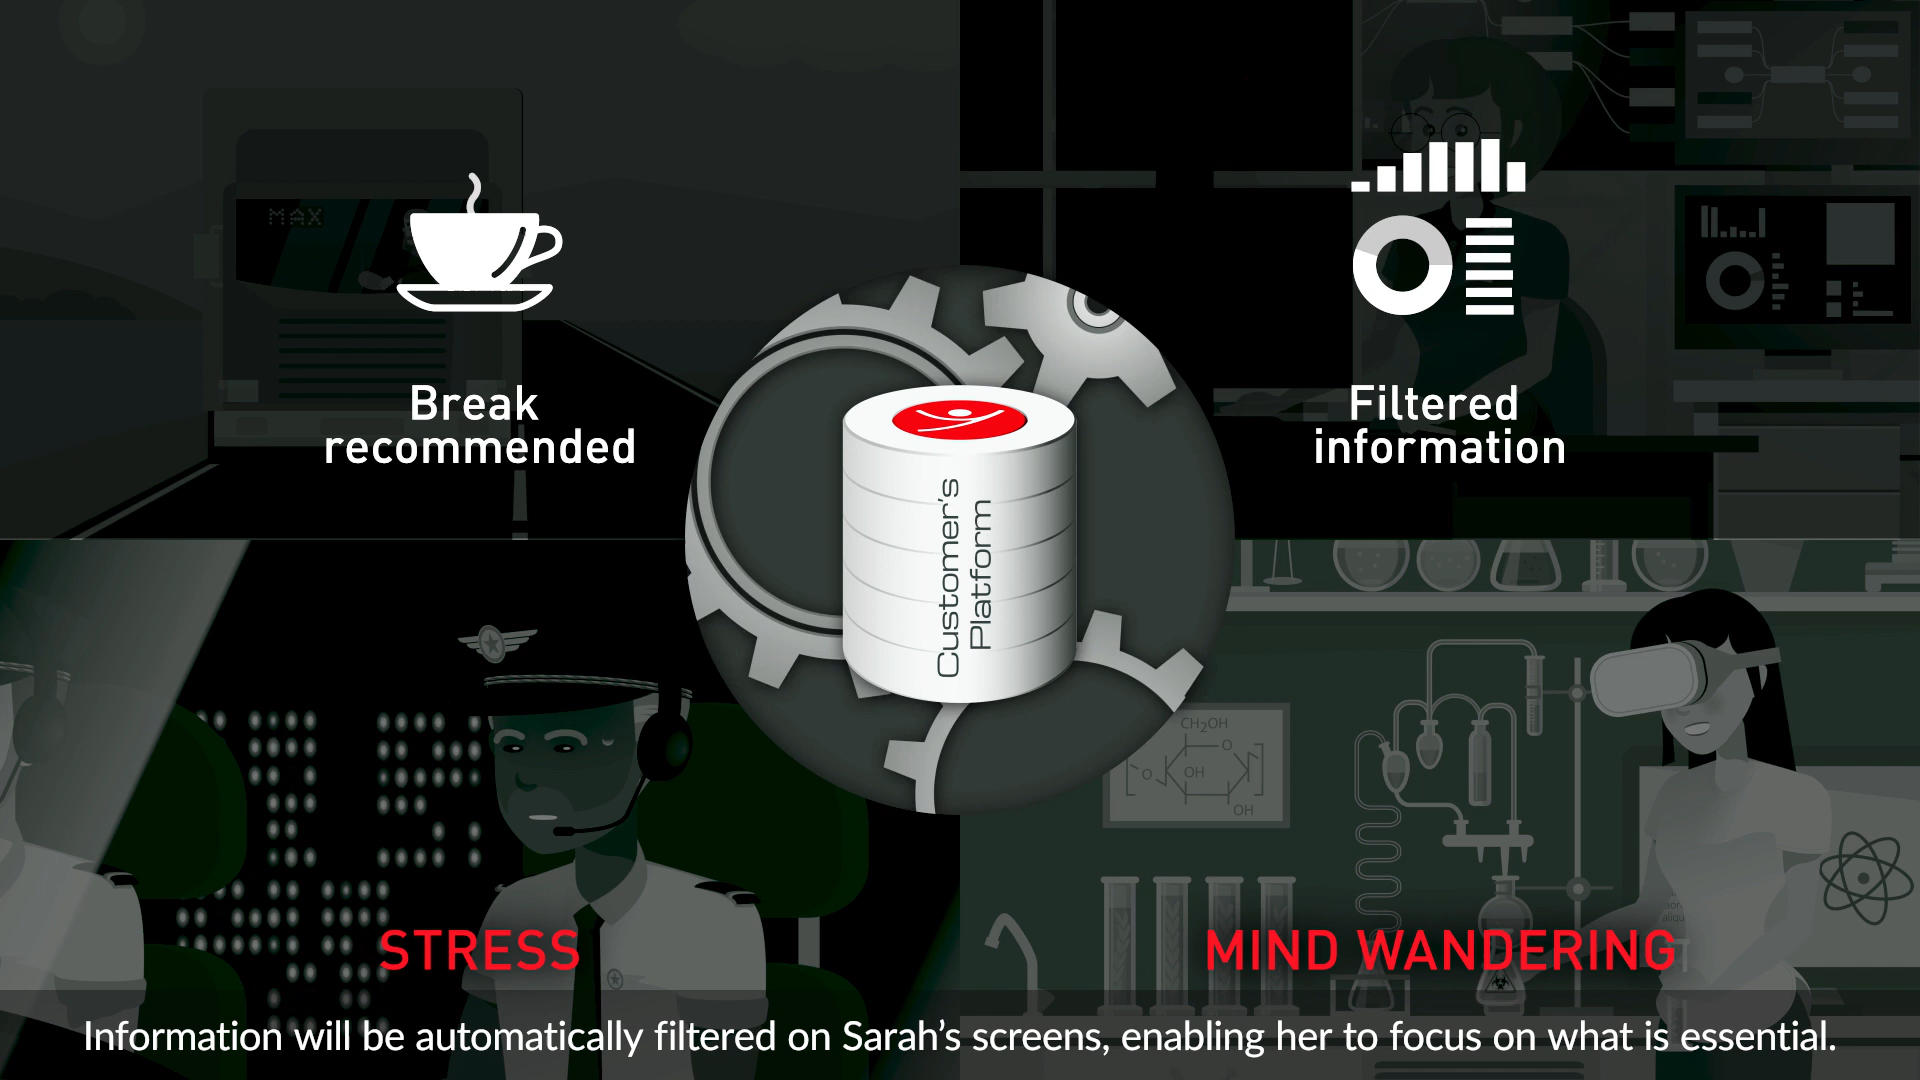 MAX
Break
recommended
Filtered
information
Customer's
Platform
CH₂OH
O
O
OH
OH
STRESS
MIND WANDERING
Information will be automatically filtered on Sarah's screens, enabling her to focus on what is essential.